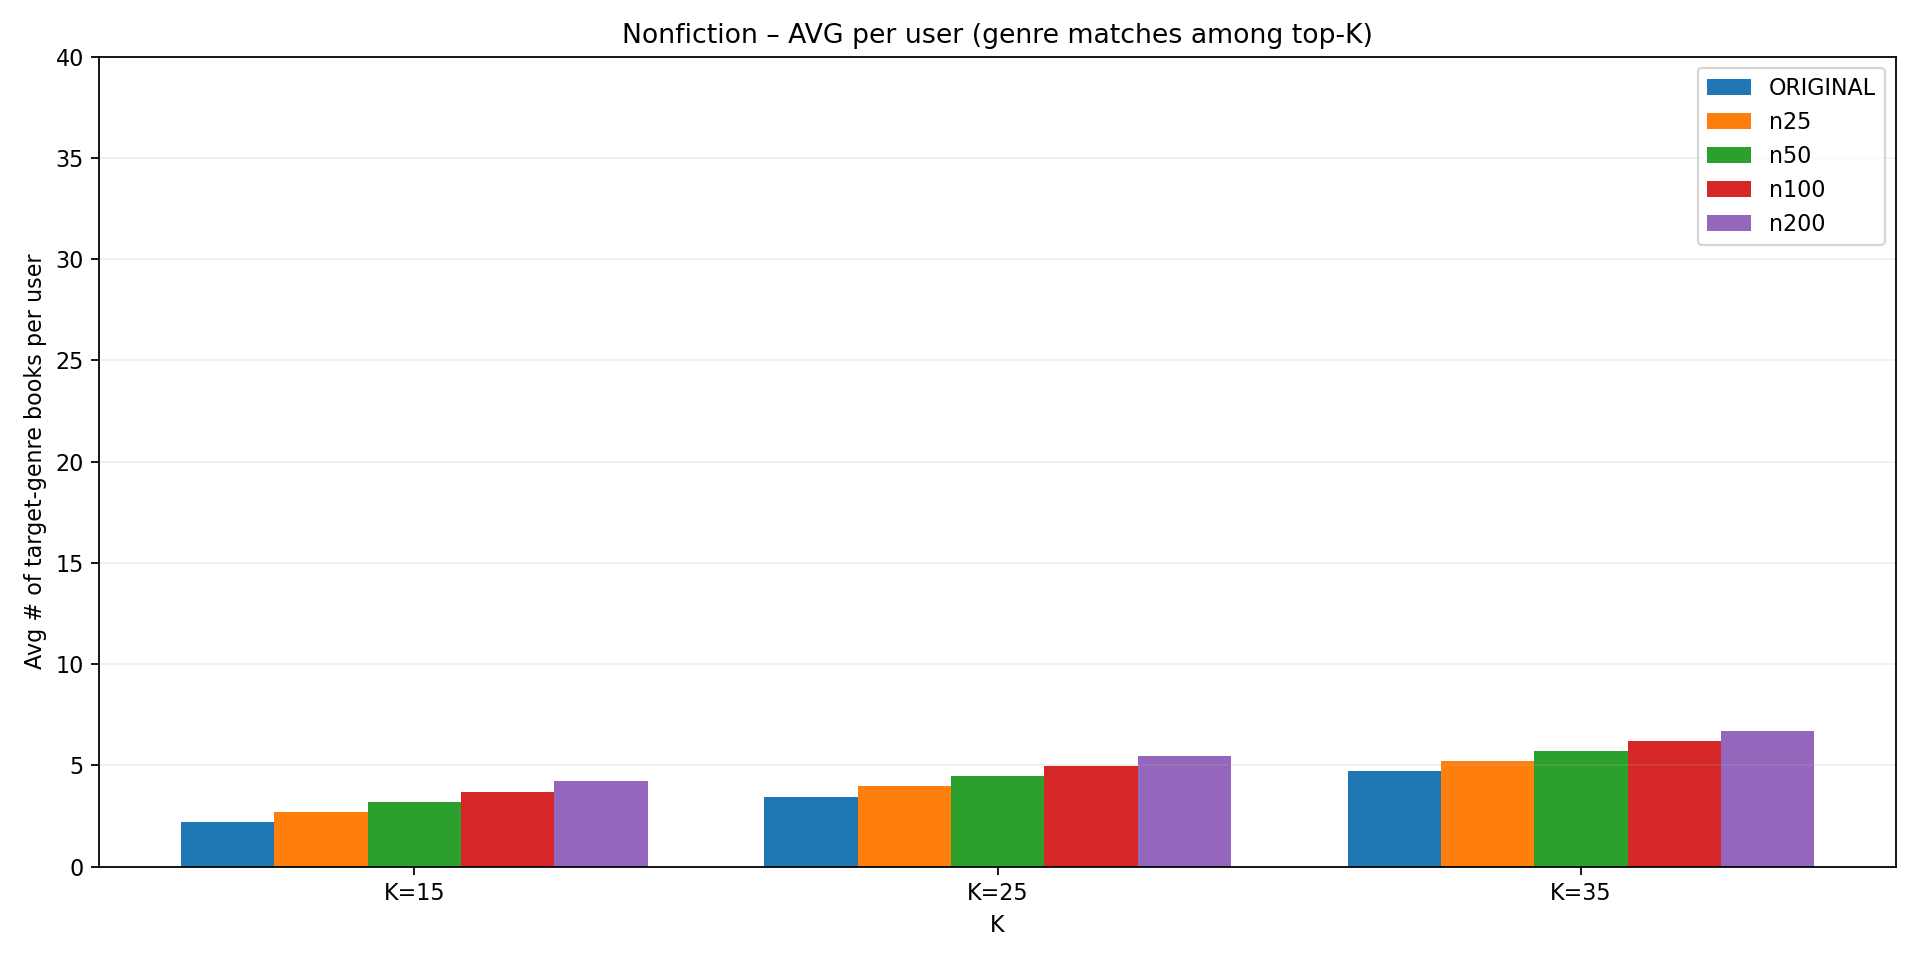 Nonfiction – AVG per user (genre matches among top-K)
Avg # of target-genre books per user
40
35
30
25
20
15
10
5
0
ORIGINAL
n25
n50
n100
n200
K=15
K=25
K=35
K